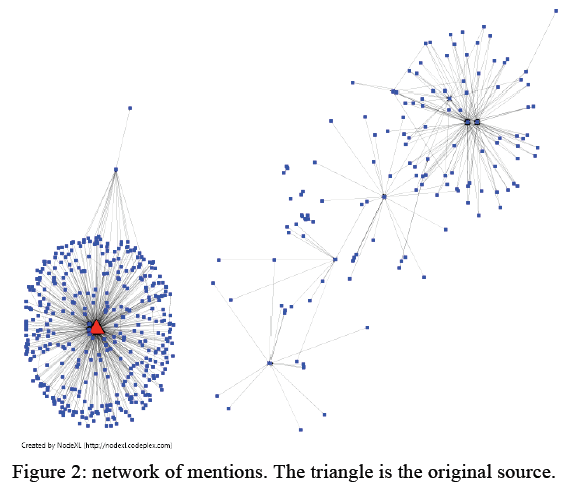 Created by NodeXL (http://nodexl.codeplex.com)
Figure 2: network of mentions. The triangle is the original source.